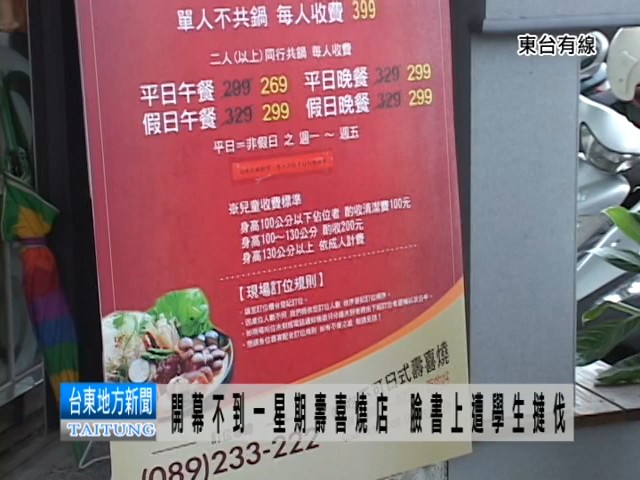 單人不共鍋 每人收費 399
東台有線
二人(以上)同行共鍋 每人收費
平日午餐 299 269 平日晚餐 329 299
假日午餐 329 299 假日晚餐 329 299
平日=非假日 之 週一 ~ 週五
※兒童收費標準
身高100公分以下佔位者 酌收清潔費100元
身高100~130公分 酌收200元
身高130公分以上 依成人計費
【現場訂位規則】
日式壽喜燒
台東地方新聞
TAITUNG
開幕不到一星期壽喜燒店 臉書上遭學生撻伐
(089)233-222